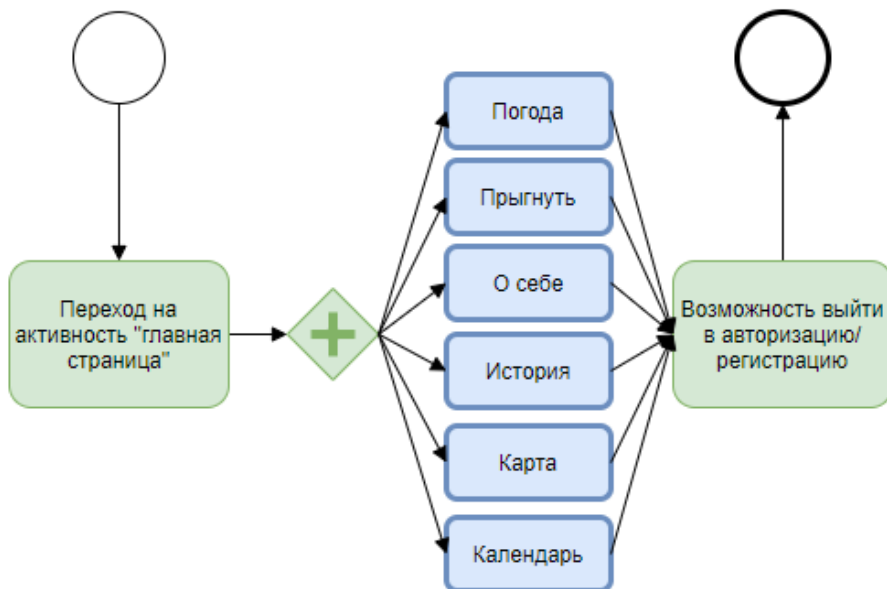 Погода
Прыгнуть
О себе
История
Карта
Календарь
Переход на
активность "главная
страница"
Возможность выйти
в авторизацию/
регистрацию